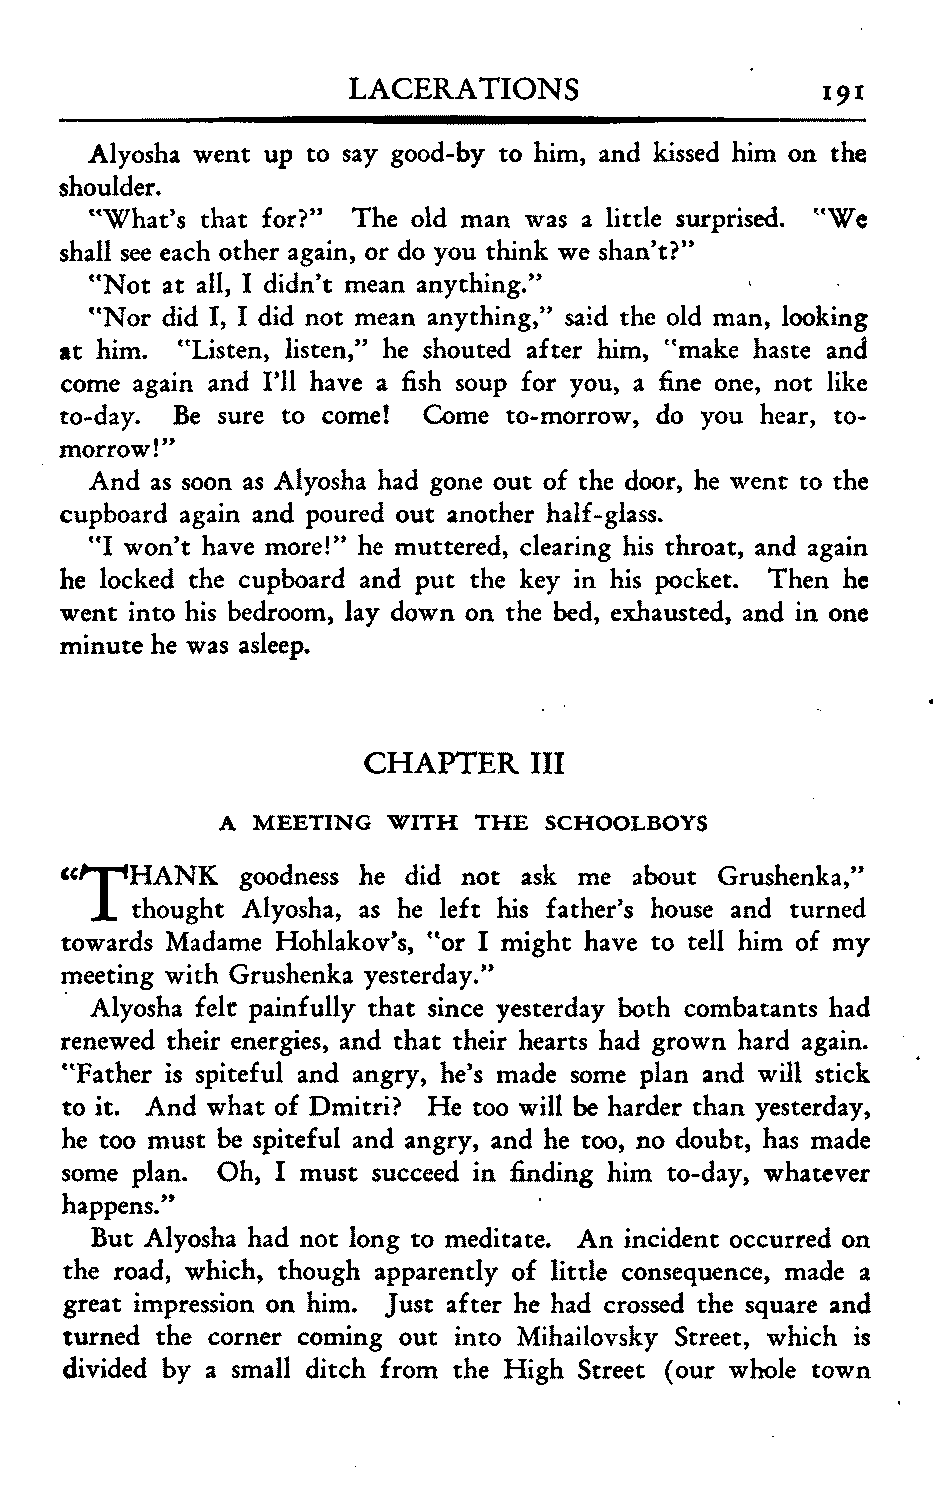 LACERATIONS 191
Alyosha went up to say good-by to him, and kissed him on the
shoulder.
"What's that for?" The old man was a little surprised. "We
shall see each other again, or do you think we shan't?"
"Not at all, I didn't mean anything."
"Nor did I, I did not mean anything," said the old man, looking
at him. "Listen, listen," he shouted after him, "make haste and
come again and I'll have a fish soup for you, a fine one, not like
to-day. Be sure to come! Come to-morrow, do you hear, to-
morrow!"
And as soon as Alyosha had gone out of the door, he went to the
cupboard again and poured out another half-glass.
"I won't have more!" he muttered, clearing his throat, and again
he locked the cupboard and put the key in his pocket. Then he
went into his bedroom, lay down on the bed, exhausted, and in one
minute he was asleep.
CHAPTER III
A MEETING WITH THE SCHOOLBOYS
"THANK goodness he did not ask me about Grushenka,"
thought Alyosha, as he left his father's house and turned
towards Madame Hohlakov's, "or I might have to tell him of my
meeting with Grushenka yesterday."
Alyosha felt painfully that since yesterday both combatants had
renewed their energies, and that their hearts had grown hard again.
"Father is spiteful and angry, he's made some plan and will stick
to it. And what of Dmitri? He too will be harder than yesterday,
he too must be spiteful and angry, and he too, no doubt, has made
some plan. Oh, I must succeed in finding him to-day, whatever
happens."
But Alyosha had not long to meditate. An incident occurred on
the road, which, though apparently of little consequence, made a
great impression on him. Just after he had crossed the square and
turned the corner coming out into Mihailovsky Street, which is
divided by a small ditch from the High Street (our whole town